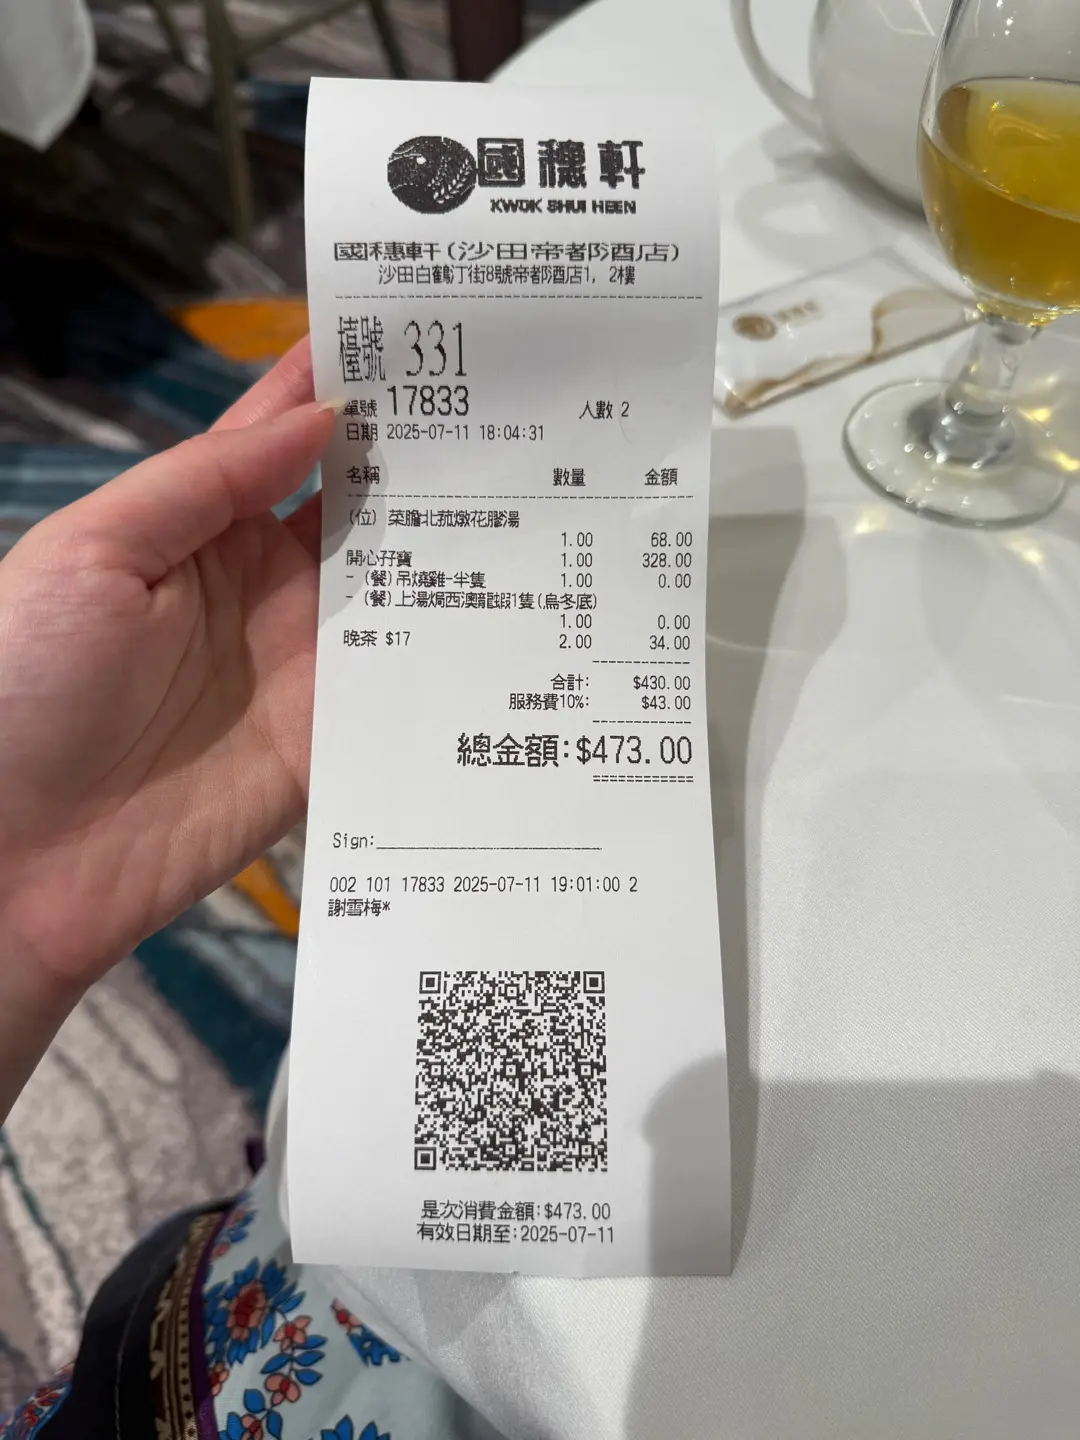 國穗軒
KWOK SHUI HEEN
國穗軒(沙田帝都酒店)
沙田白鶴汀街8號帝都酒店1, 2樓
檯號 331
單號 17833 人數 2
日期 2025-07-11 18:04:31
名稱 數量 金額
(位) 菜膽北菰燉花膠湯
1.00 68.00
開心孖寶 1.00 328.00
- (餐)吊燒雞-半隻 1.00 0.00
- (餐)上湯焗西澳龍蝦1隻(烏冬底)
1.00 0.00
晚茶 $17 2.00 34.00
合計: $430.00
服務費10%: $43.00
總金額:$473.00
Sign:
002 101 17833 2025-07-11 19:01:00 2
謝雪梅*
是次消費金額:$473.00
有效日期至:2025-07-11